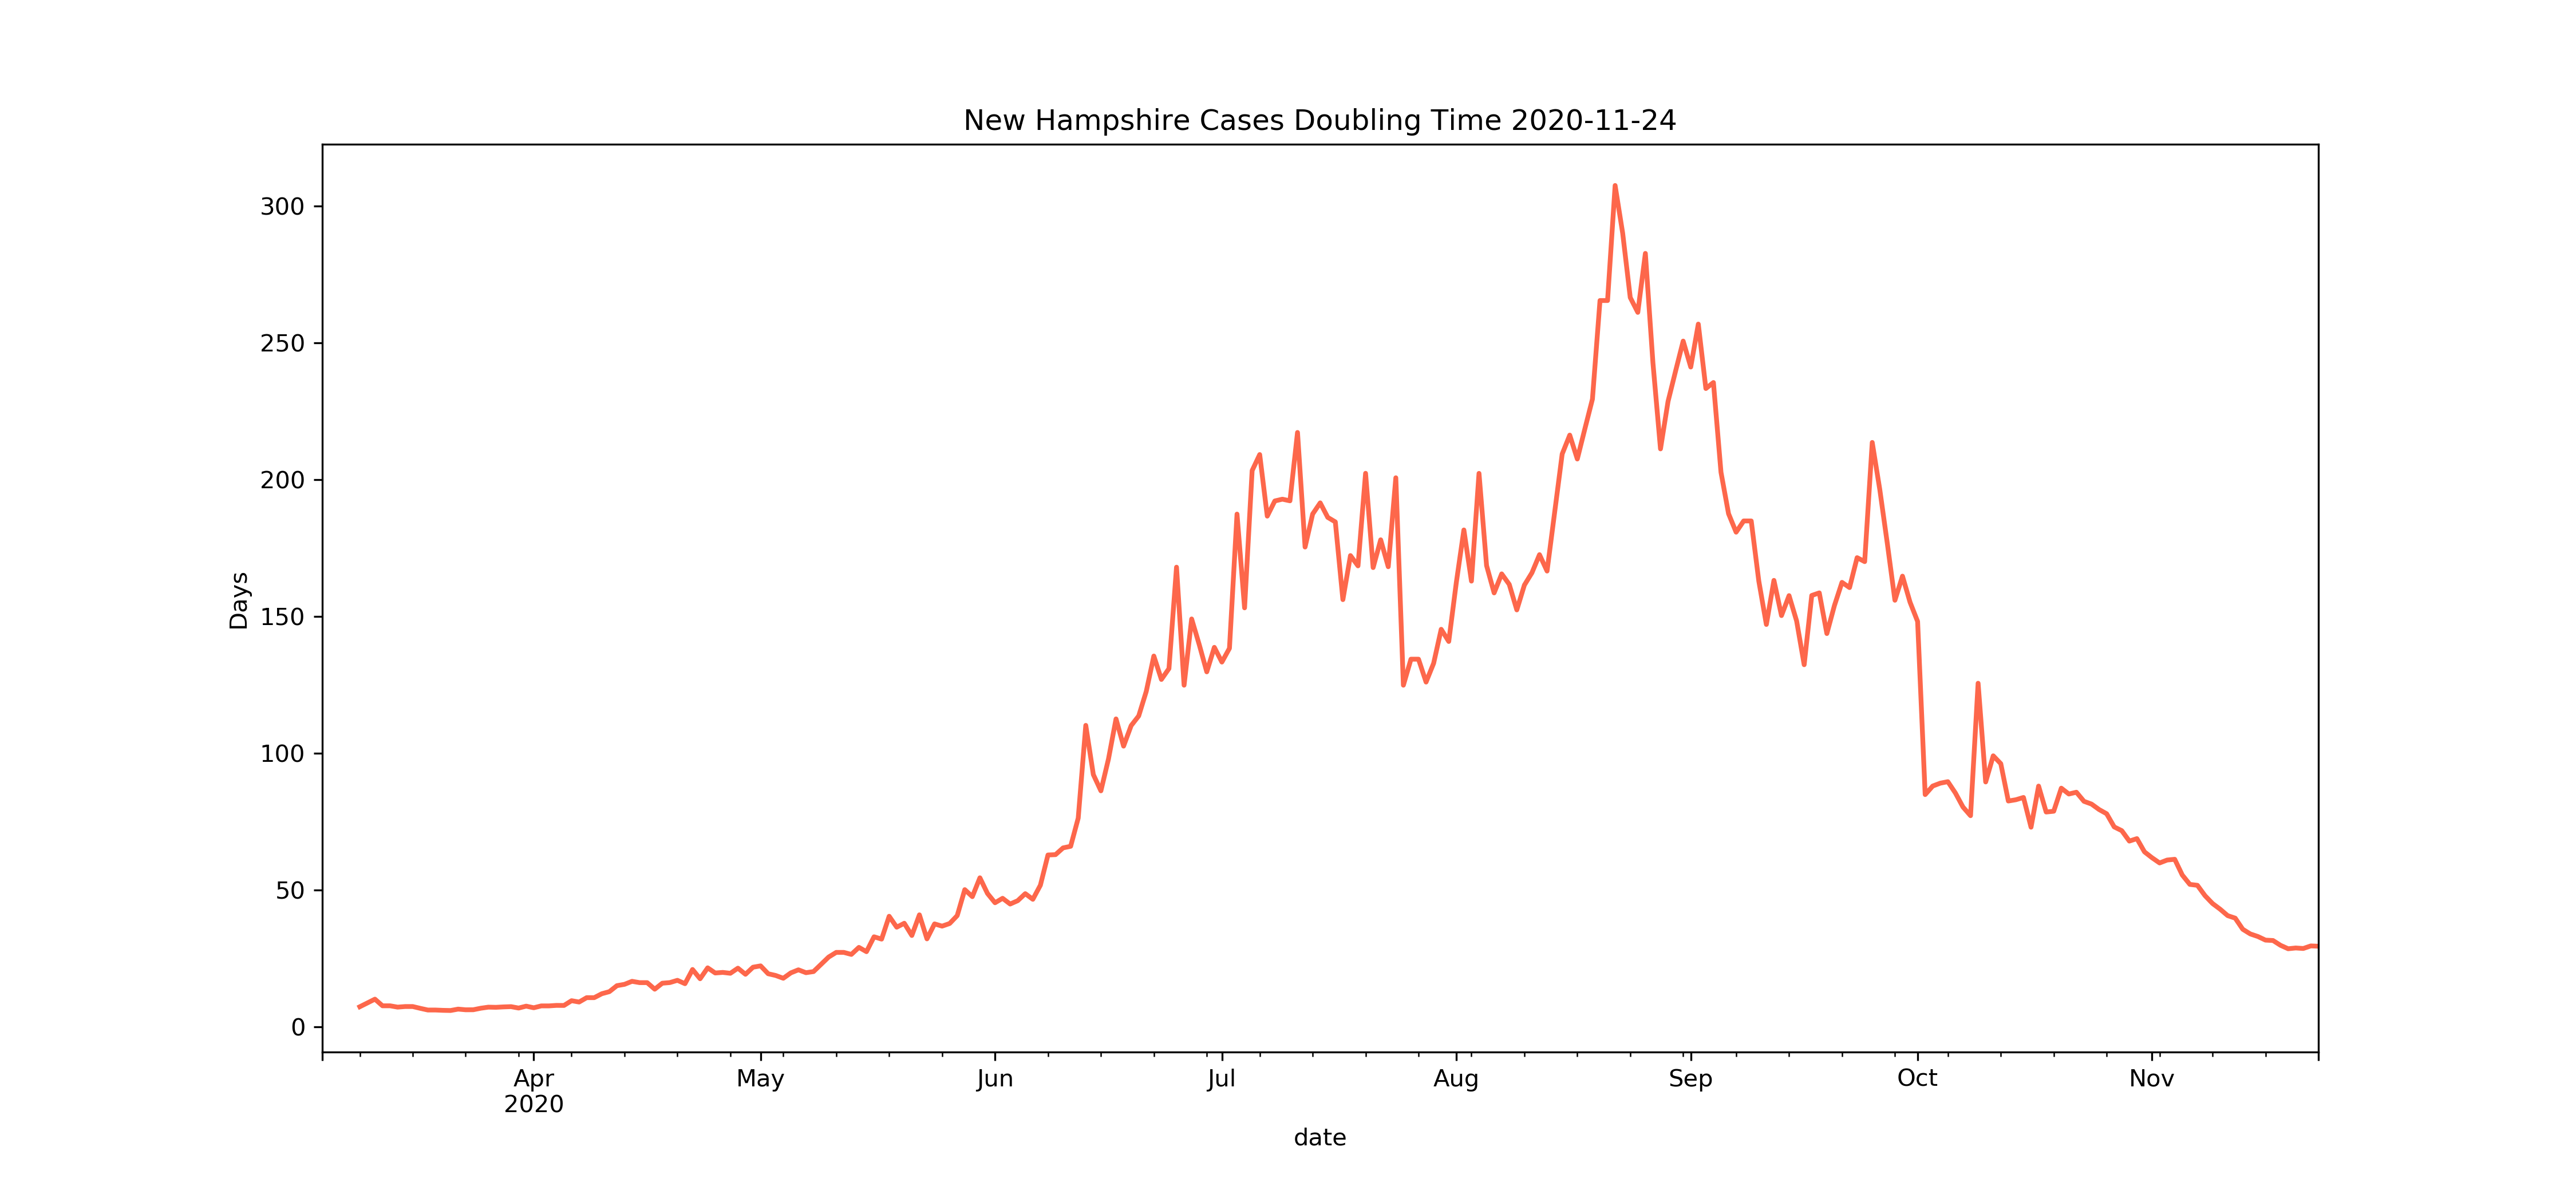 New Hampshire Cases Doubling Time 2020-11-24
300
250
200
150
100
50
0
Days
Apr May Jun Jul Aug Sep Oct Nov
2020
date